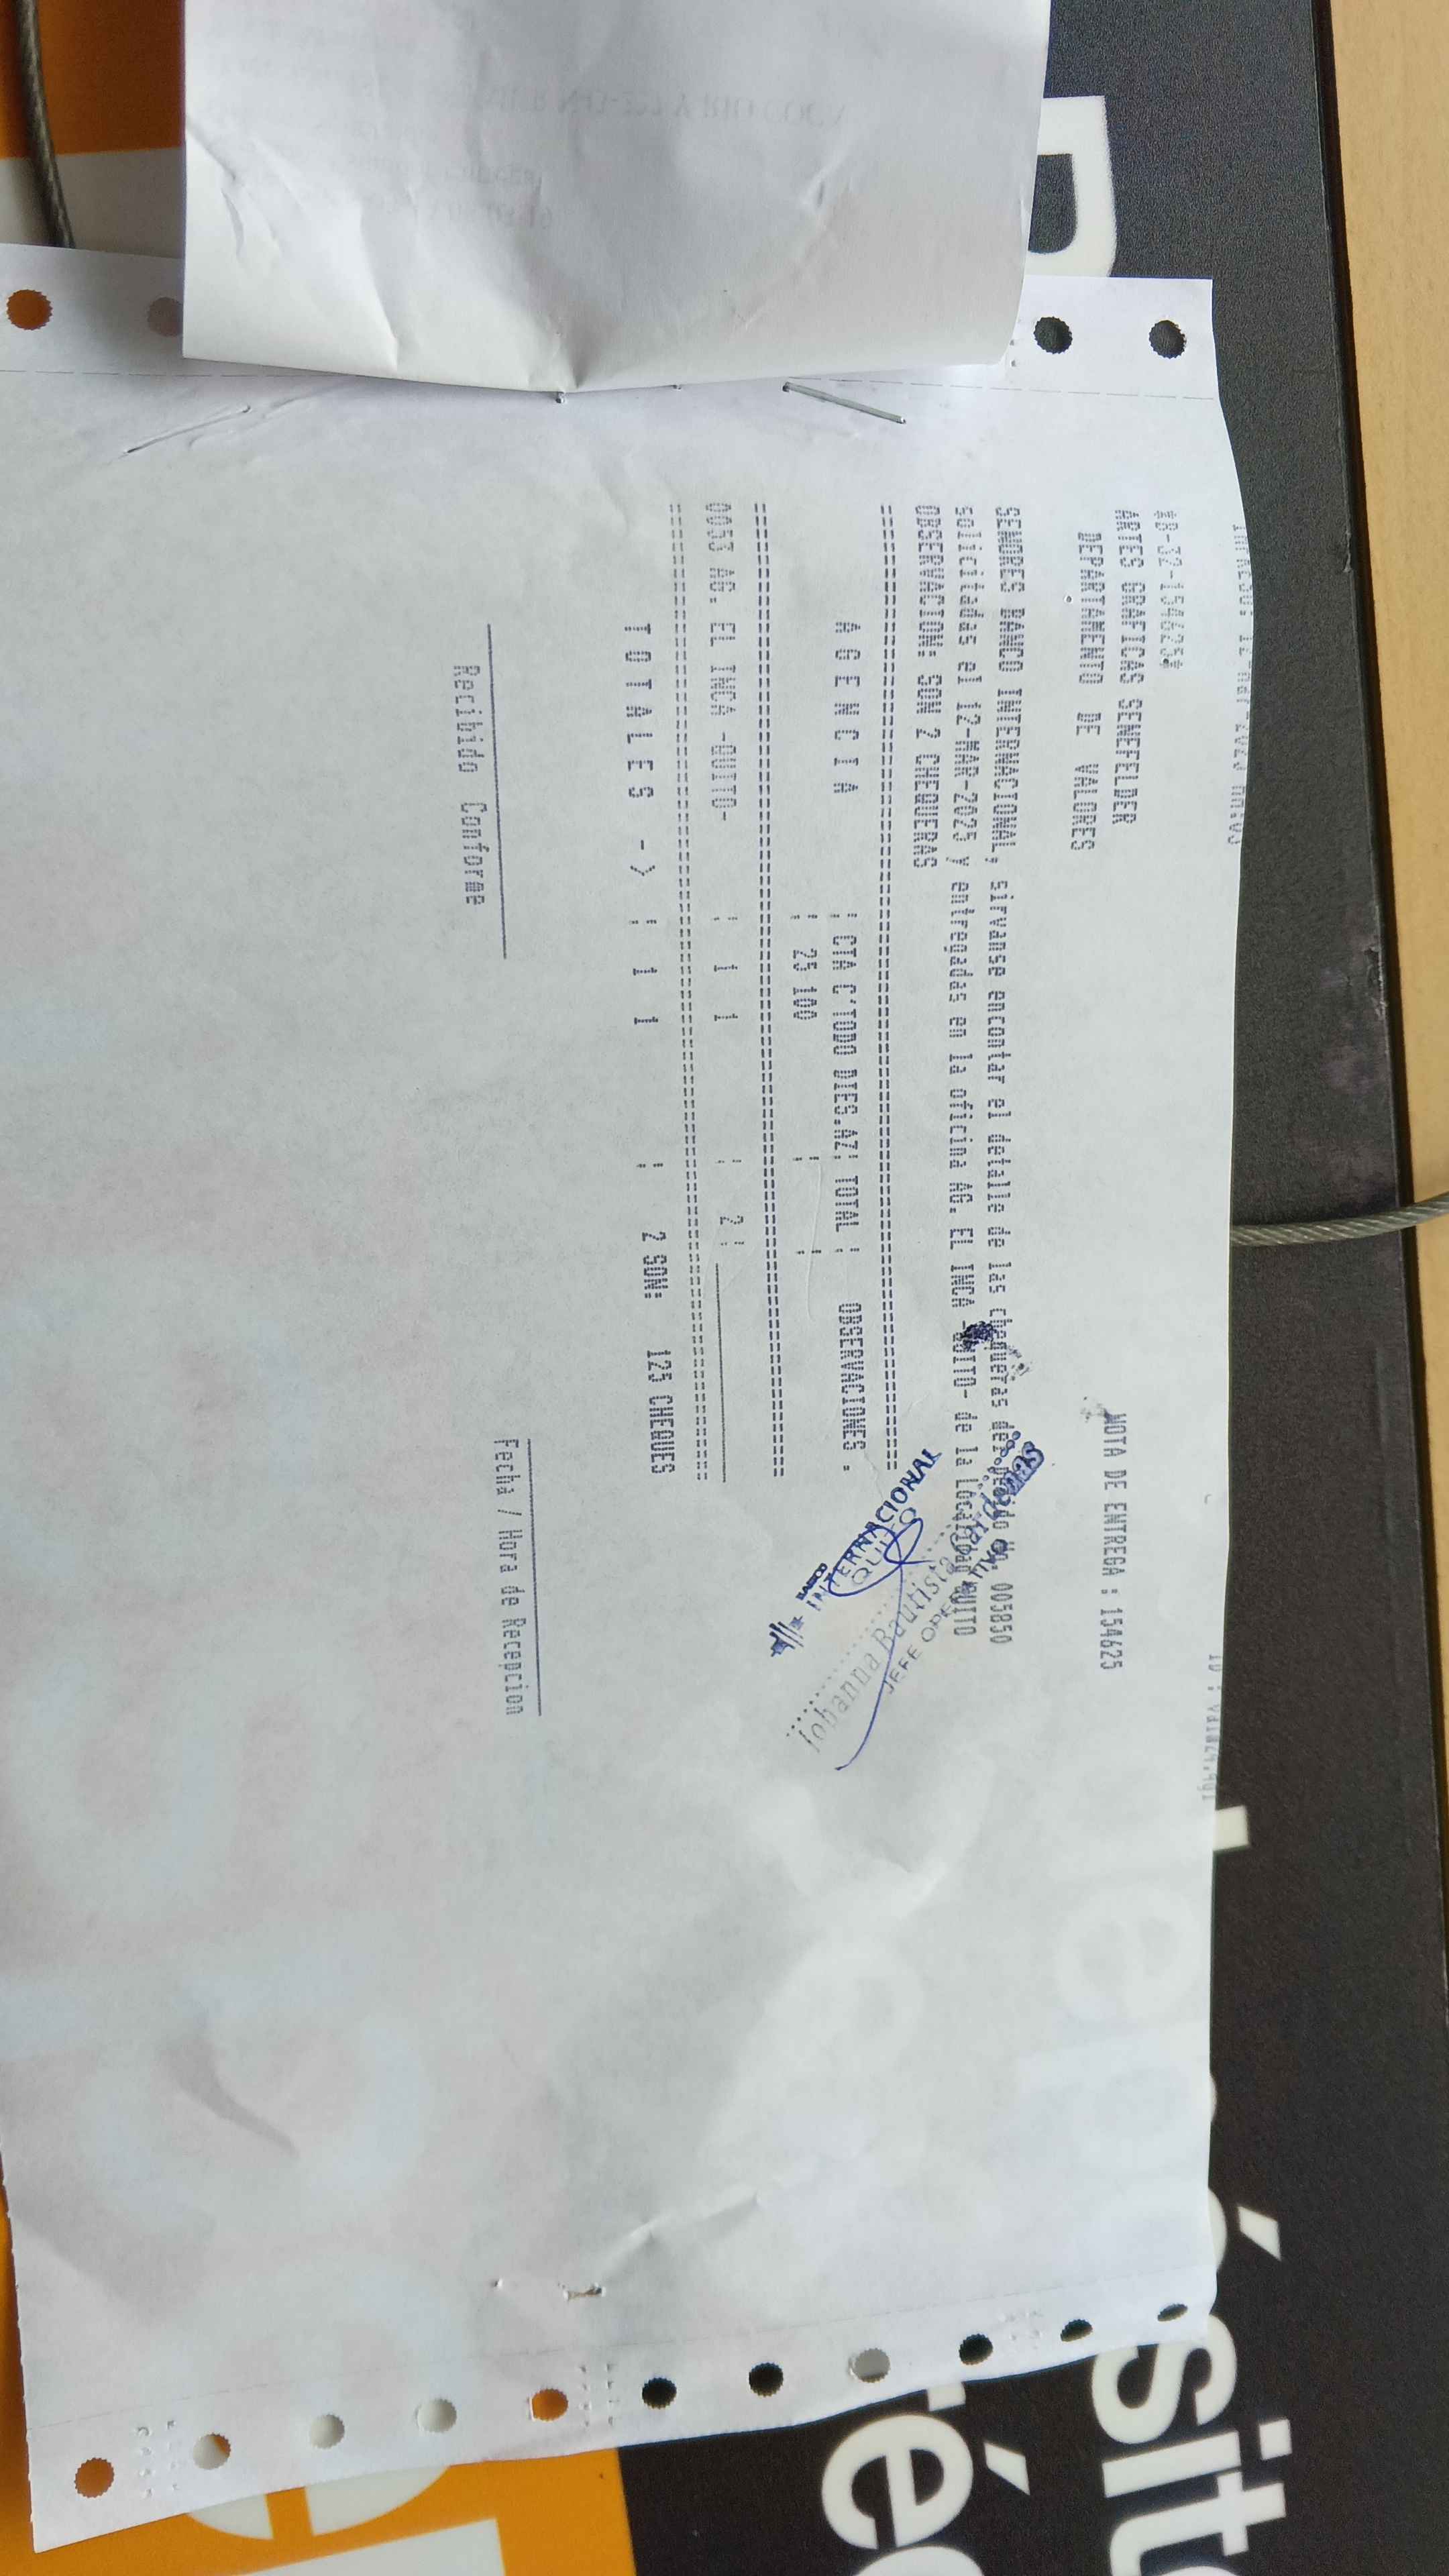 *8-32-154625*
ARTES GRAFICAS SENEFELDER
DEPARTAMENTO DE VALORES
NOTA DE ENTREGA : 154625
SENORES BANCO INTERNACIONAL, sirvanse encontar el detalle de las chequeras del pedido No. 005850
solicitadas el 12-MAR-2025 y entregadas en la oficina AG. EL INCA -QUITO- de la Localidad QUITO
OBSERVACION: SON 2 CHEQUERAS
A G E N C I A : CTA C'TODO DIES.AZ: TOTAL : OBSERVACIONES .
: 25 100 : :
0053 AG. EL INCA -QUITO- : 1 1 : 2 :
T O T A L E S - > : 1 1 : 2 SON: 125 CHEQUES
Recibido Conforme
Fecha / Hora de Recepcion
BANCO
INTERNACIONAL
QUITO
Johanna Bautista Cárdenas
JEFE OPERATIVO